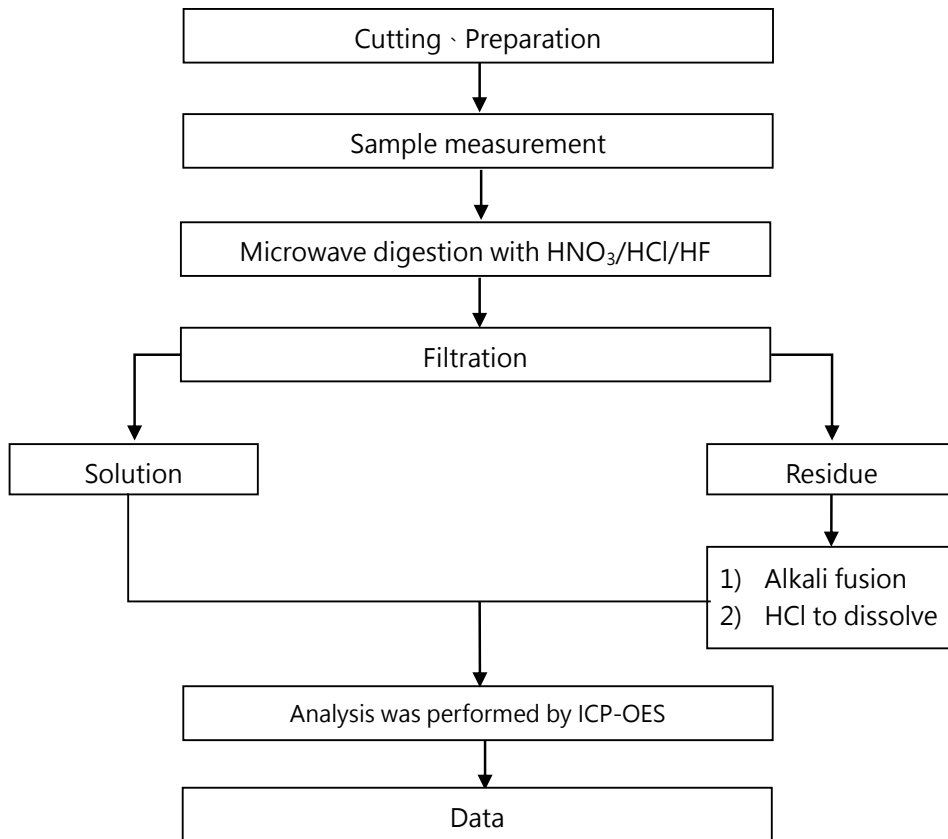 Cutting、Preparation
Sample measurement
Microwave digestion with HNO₃/HCl/HF
Filtration
Solution
Residue
1) Alkali fusion
2) HCl to dissolve
Analysis was performed by ICP-OES
Data